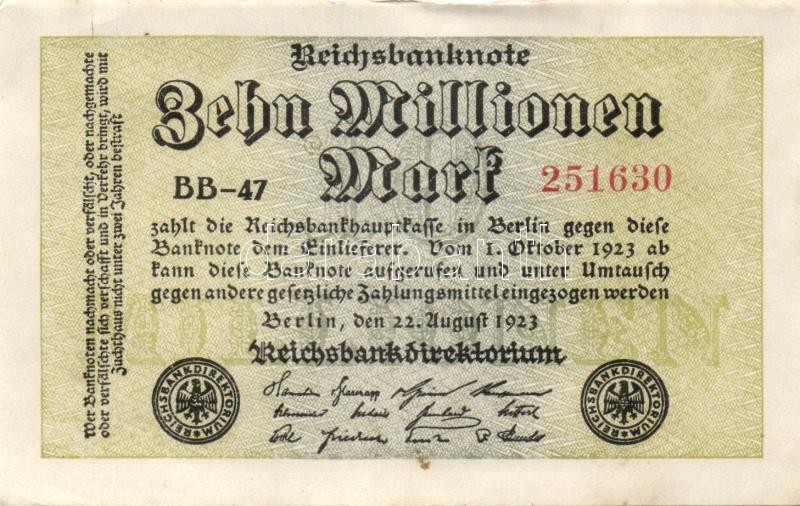 Reichsbanknote
Zehn Millionen
Mark
BB-47
251630
zahlt die Reichsbankhauptkasse in Berlin gegen diese
Banknote dem Einlieferer. Vom 1. Oktober 1923 ab
kann diese Banknote aufgerufen und unter Umtausch
gegen andere gesetzliche Zahlungsmittel eingezogen werden
Berlin, den 22. August 1923
Reichsbankdirektorium
REICHSBANKDIREKTORIUM
REICHSBANKDIREKTORIUM
Wer Banknoten nachmacht oder verfälscht, oder nachgemachte
oder verfälschte sich verschafft und in Verkehr bringt, wird mit
Zuchthaus nicht unter zwei Jahren bestraft